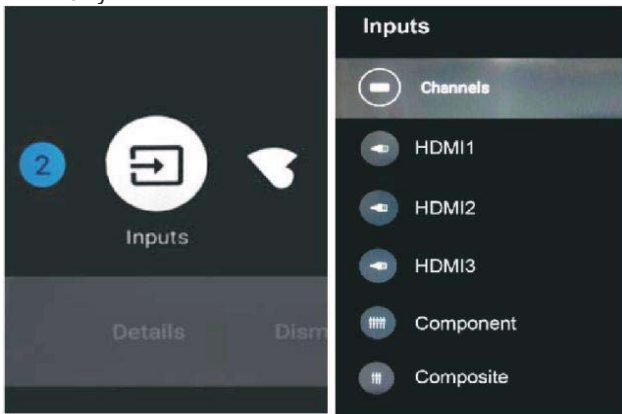 2
Inputs
Details
Dism
Inputs
Channels
HDMI1
HDMI2
HDMI3
Component
Composite